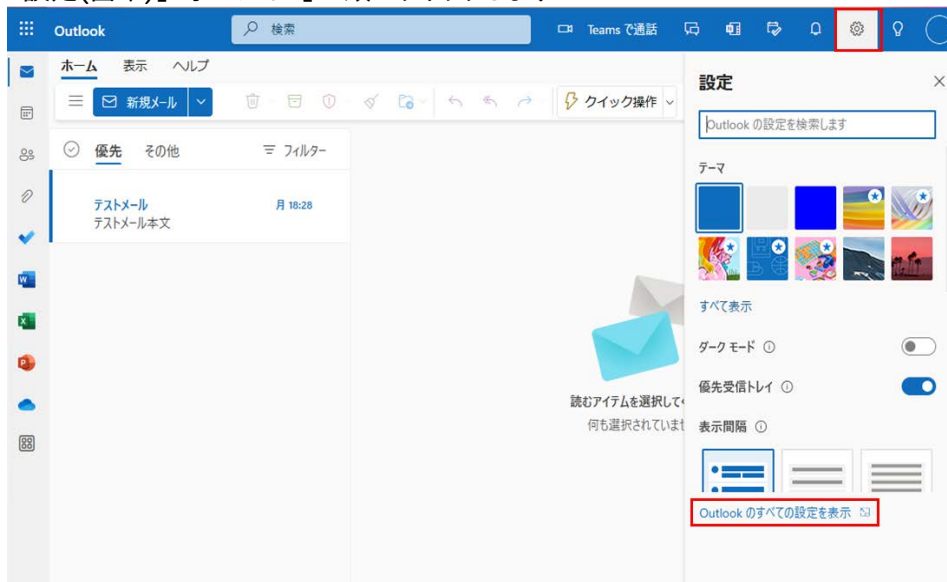 Outlook
検索
Teams で通話
ホーム 表示 ヘルプ
新規メール
クイック操作
優先 その他 フィルター
テストメール 月 18:28
テストメール本文
読むアイテムを選択して
何も選択されていませ
設定
Outlook の設定を検索します
テーマ
すべて表示
ダーク モード
優先受信トレイ
表示間隔
Outlook のすべての設定を表示